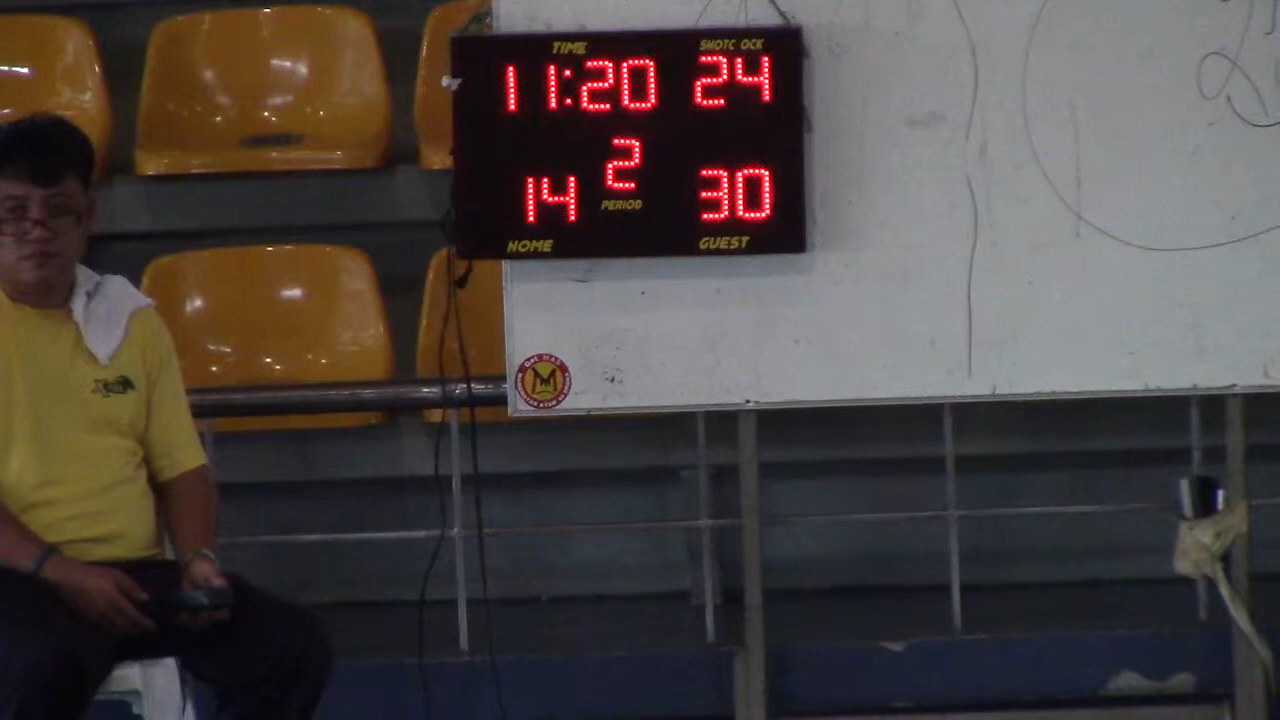 TIME SHOTC OCK
11:20 24
2
14 30
PERIOD
HOME GUEST